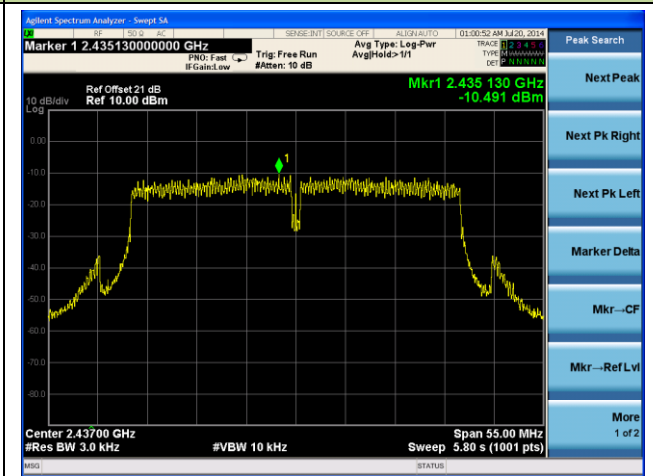 Agilent Spectrum Analyzer - Swept SA
RF 50 Ω AC SENSE:INT SOURCE OFF ALIGN AUTO 01:00:52 AM Jul 20, 2014
Marker 1 2.435130000000 GHz
PNO: Fast
IFGain:Low
Trig: Free Run
#Atten: 10 dB
Avg Type: Log-Pwr
Avg|Hold:>1/1
TRACE 1 2 3 4 5 6
TYPE M
DET P N N N N N
Peak Search
Mkr1 2.435 130 GHz
-10.491 dBm
Ref Offset 21 dB
10 dB/div Ref 10.00 dBm
Log
0.00
-10.0
-20.0
-30.0
-40.0
-50.0
-60.0
-70.0
-80.0
1
Center 2.43700 GHz
Span 55.00 MHz
#Res BW 3.0 kHz
#VBW 10 kHz
Sweep 5.80 s (1001 pts)
MSG
STATUS
Next Peak
Next Pk Right
Next Pk Left
Marker Delta
Mkr→CF
Mkr→Ref Lvl
More
1 of 2